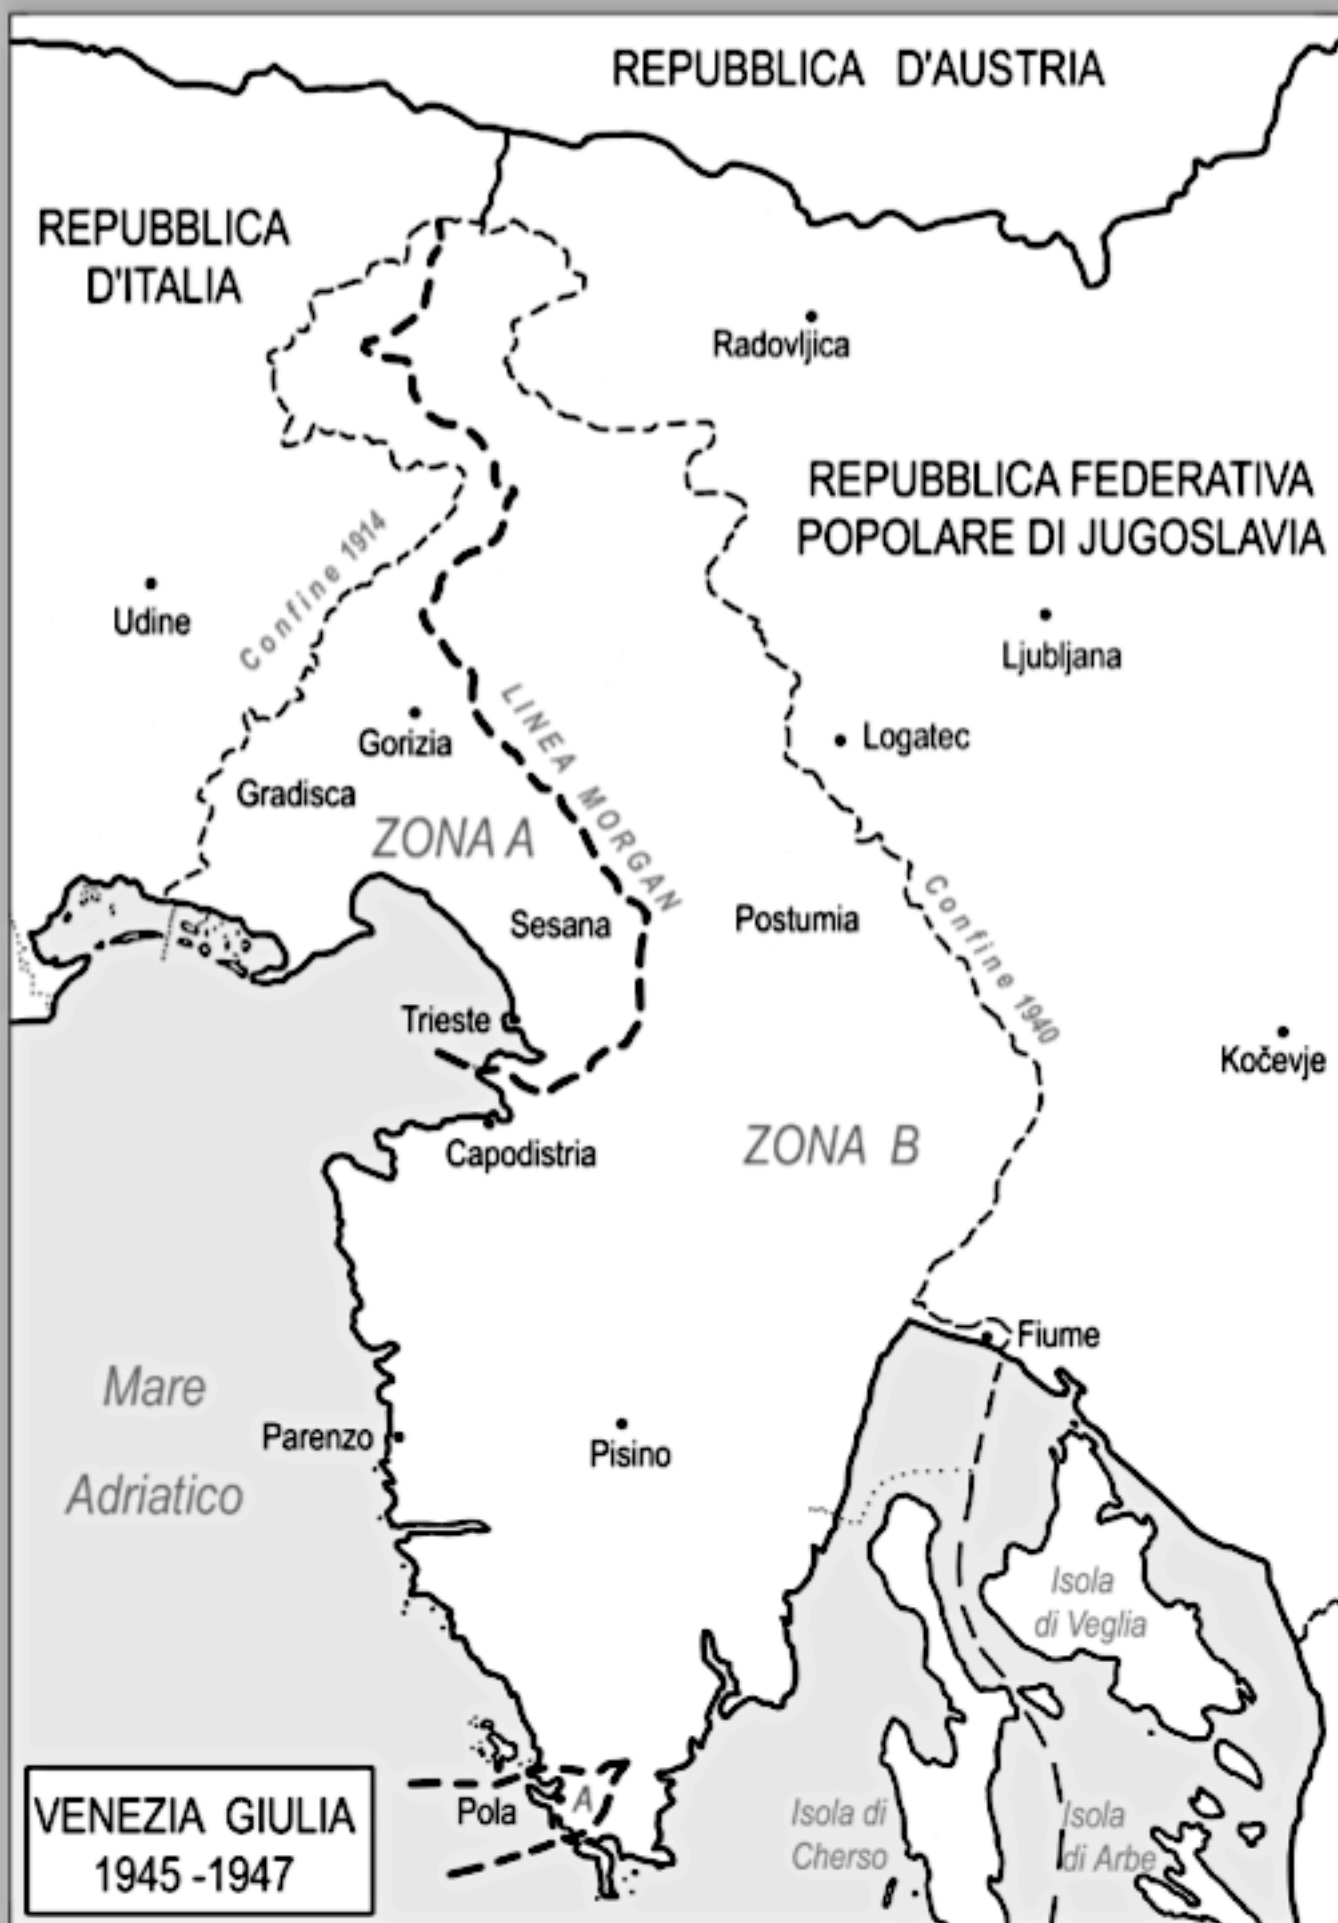 REPUBBLICA D'AUSTRIA
REPUBBLICA
D'ITALIA
Radovljica
REPUBBLICA FEDERATIVA
POPOLARE DI JUGOSLAVIA
Confine 1914
Udine
Ljubljana
LINEA MORGAN
Gorizia
Logatec
Gradisca
ZONA A
Sesana
Postumia
Confine 1940
Trieste
Kočevje
Capodistria
ZONA B
Fiume
Mare
Adriatico
Parenzo
Pisino
Isola
di Veglia
Pola
A
Isola di
Cherso
Isola
di Arbe
VENEZIA GIULIA
1945 -1947